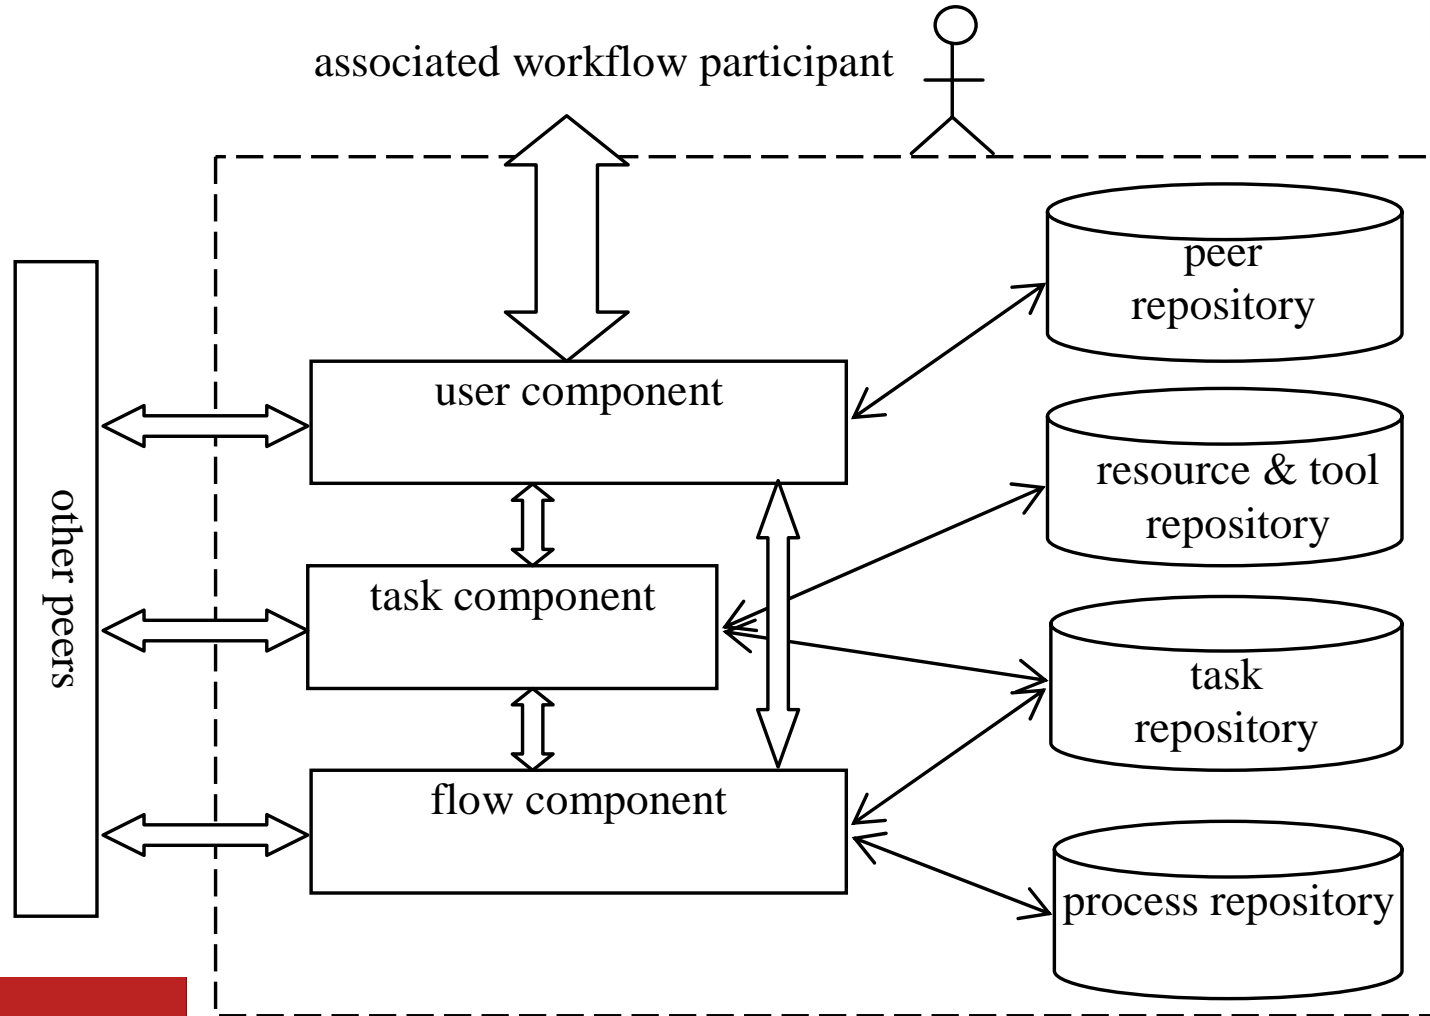 associated workflow participant
peer
repository
user component
resource & tool
repository
other peers
task component
task
repository
flow component
process repository